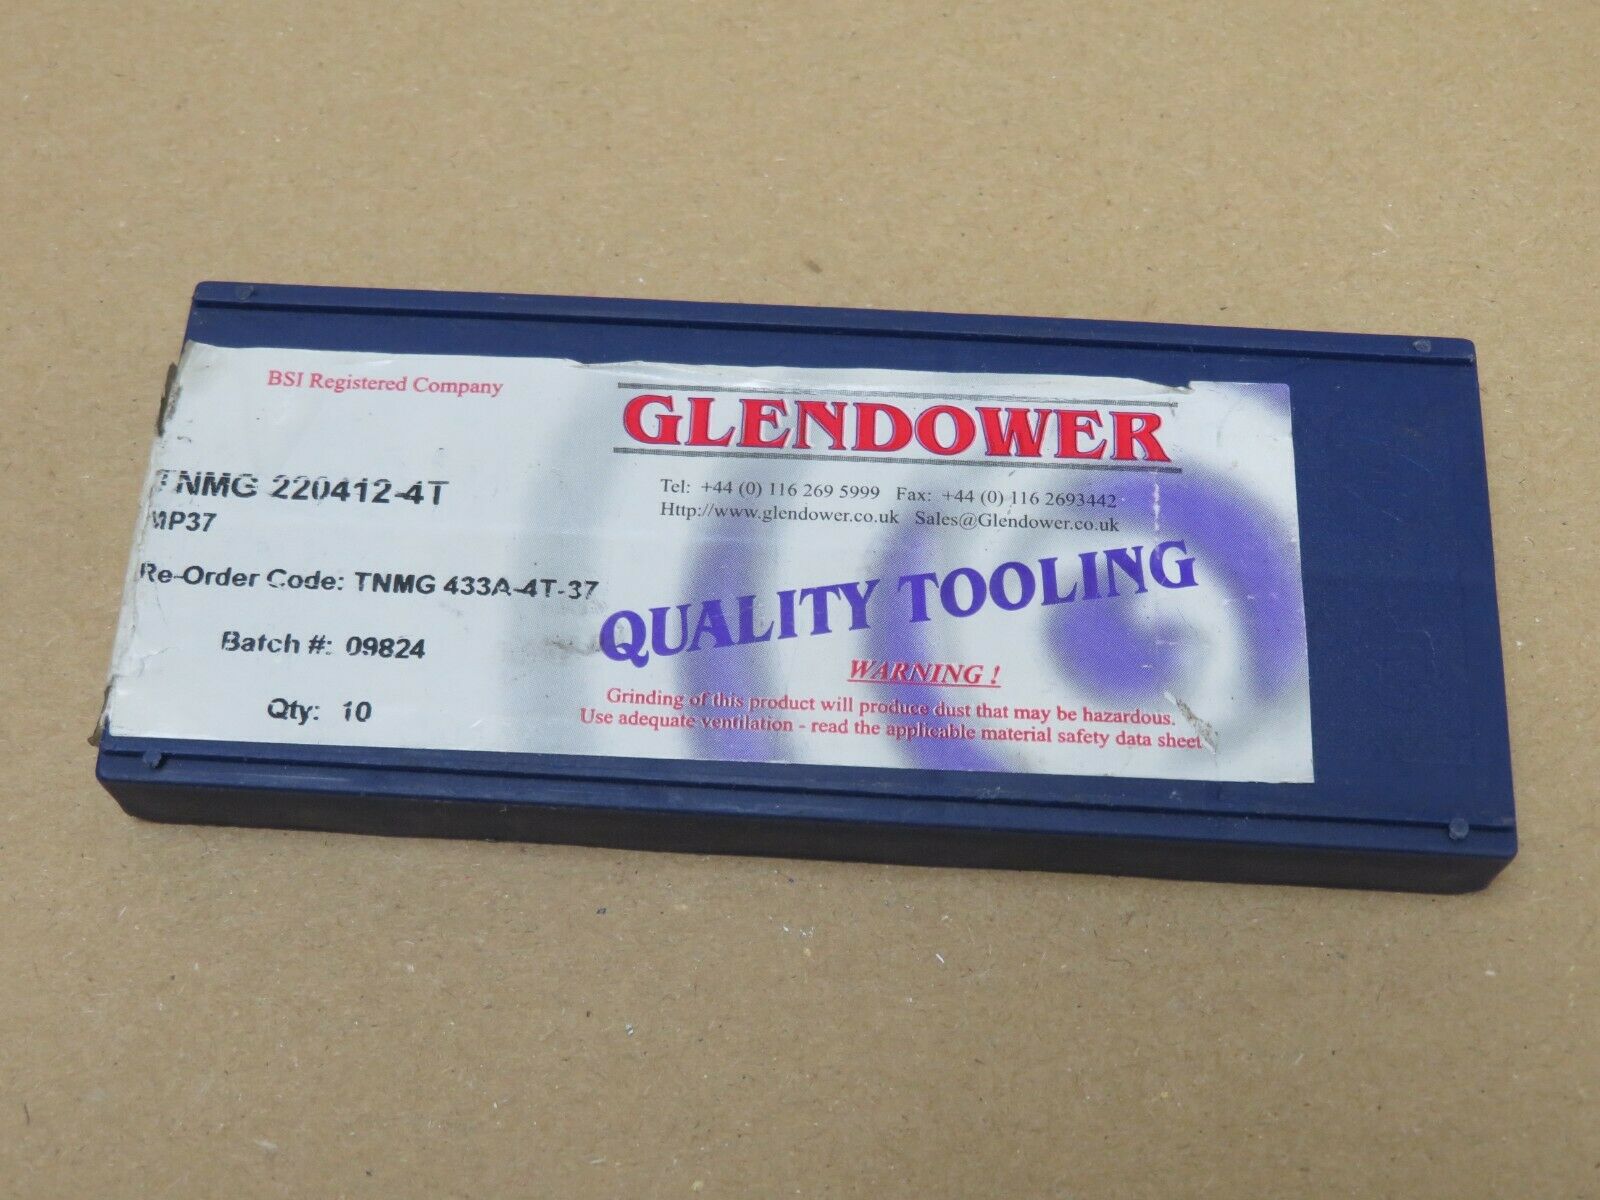 BSI Registered Company
TNMG 220412-4T
MP37
Re-Order Code: TNMG 433A-4T-37
Batch #: 09824
Qty: 10
GLENDOWER
Tel: +44 (0) 116 269 5999 Fax: +44 (0) 116 2693442
Http://www.glendower.co.uk Sales@Glendower.co.uk
QUALITY TOOLING
WARNING !
Grinding of this product will produce dust that may be hazardous.
Use adequate ventilation - read the applicable material safety data sheet